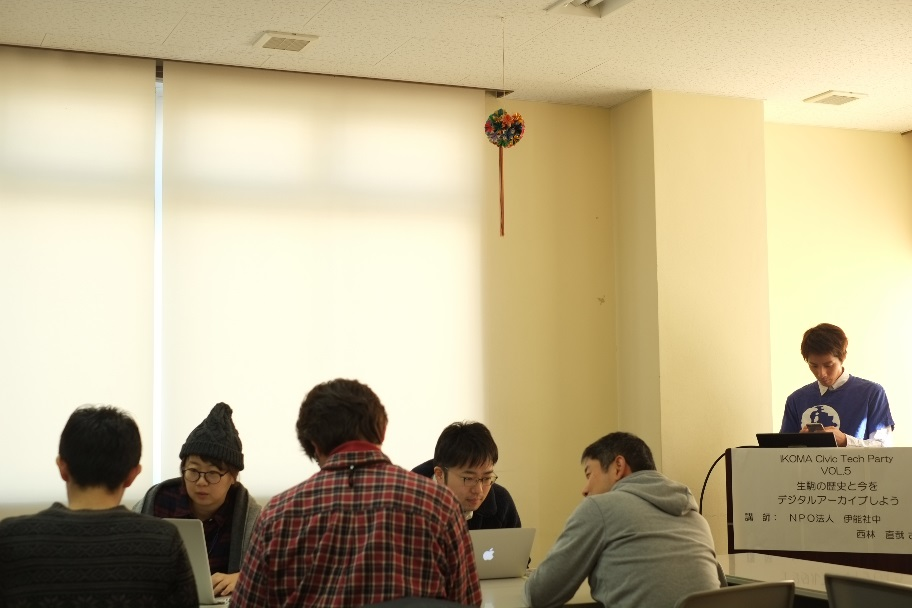 IKOMA Civic Tech Party
VOL.5
生駒の歴史と今を
デジタルアーカイブしよう
講　師：　NPO法人　伊能社中
西林　直哉